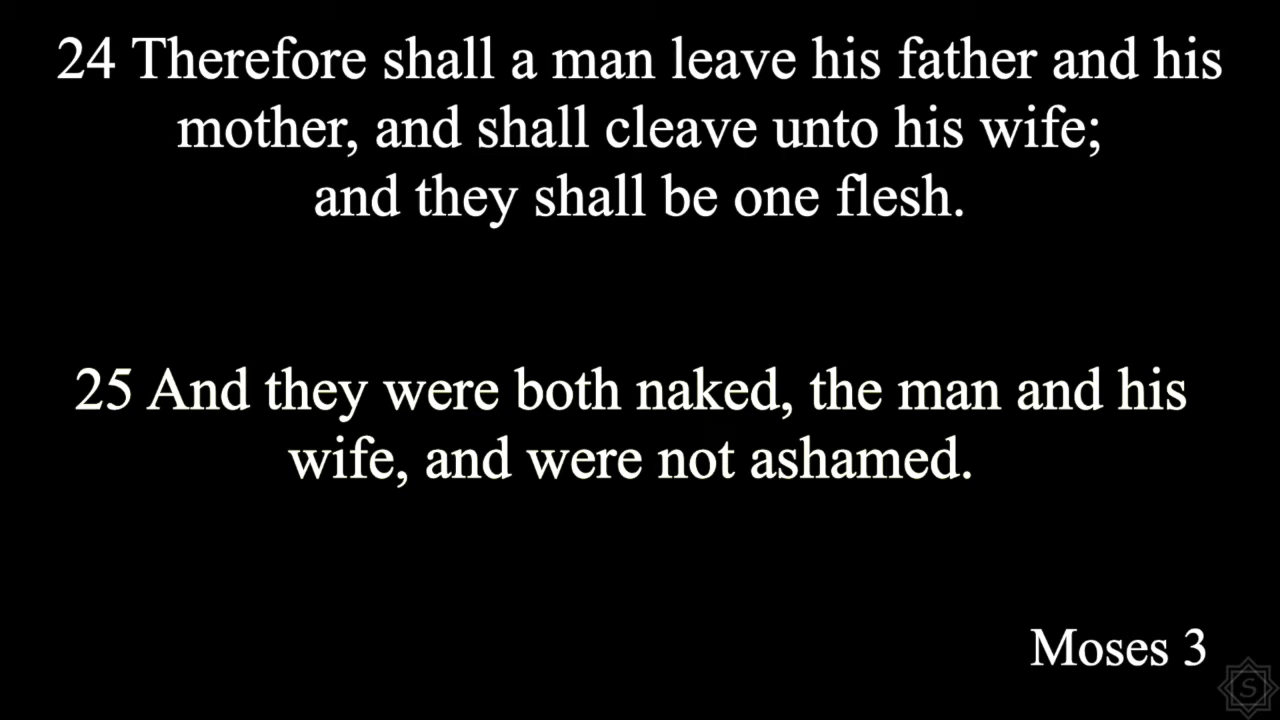 24 Therefore shall a man leave his father and his
mother, and shall cleave unto his wife;
and they shall be one flesh.
25 And they were both naked, the man and his
wife, and were not ashamed.
Moses 3
S